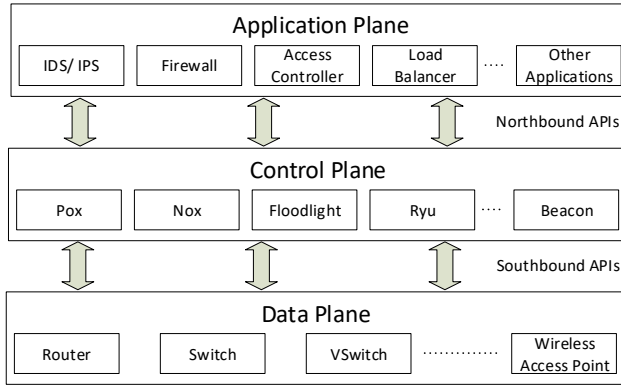 Application Plane
IDS/ IPS
Firewall
Access
Controller
Load
Balancer
....
Other
Applications
Northbound APIs
Control Plane
Pox
Nox
Floodlight
Ryu
....
Beacon
Southbound APIs
Data Plane
Router
Switch
VSwitch
..............
Wireless
Access Point